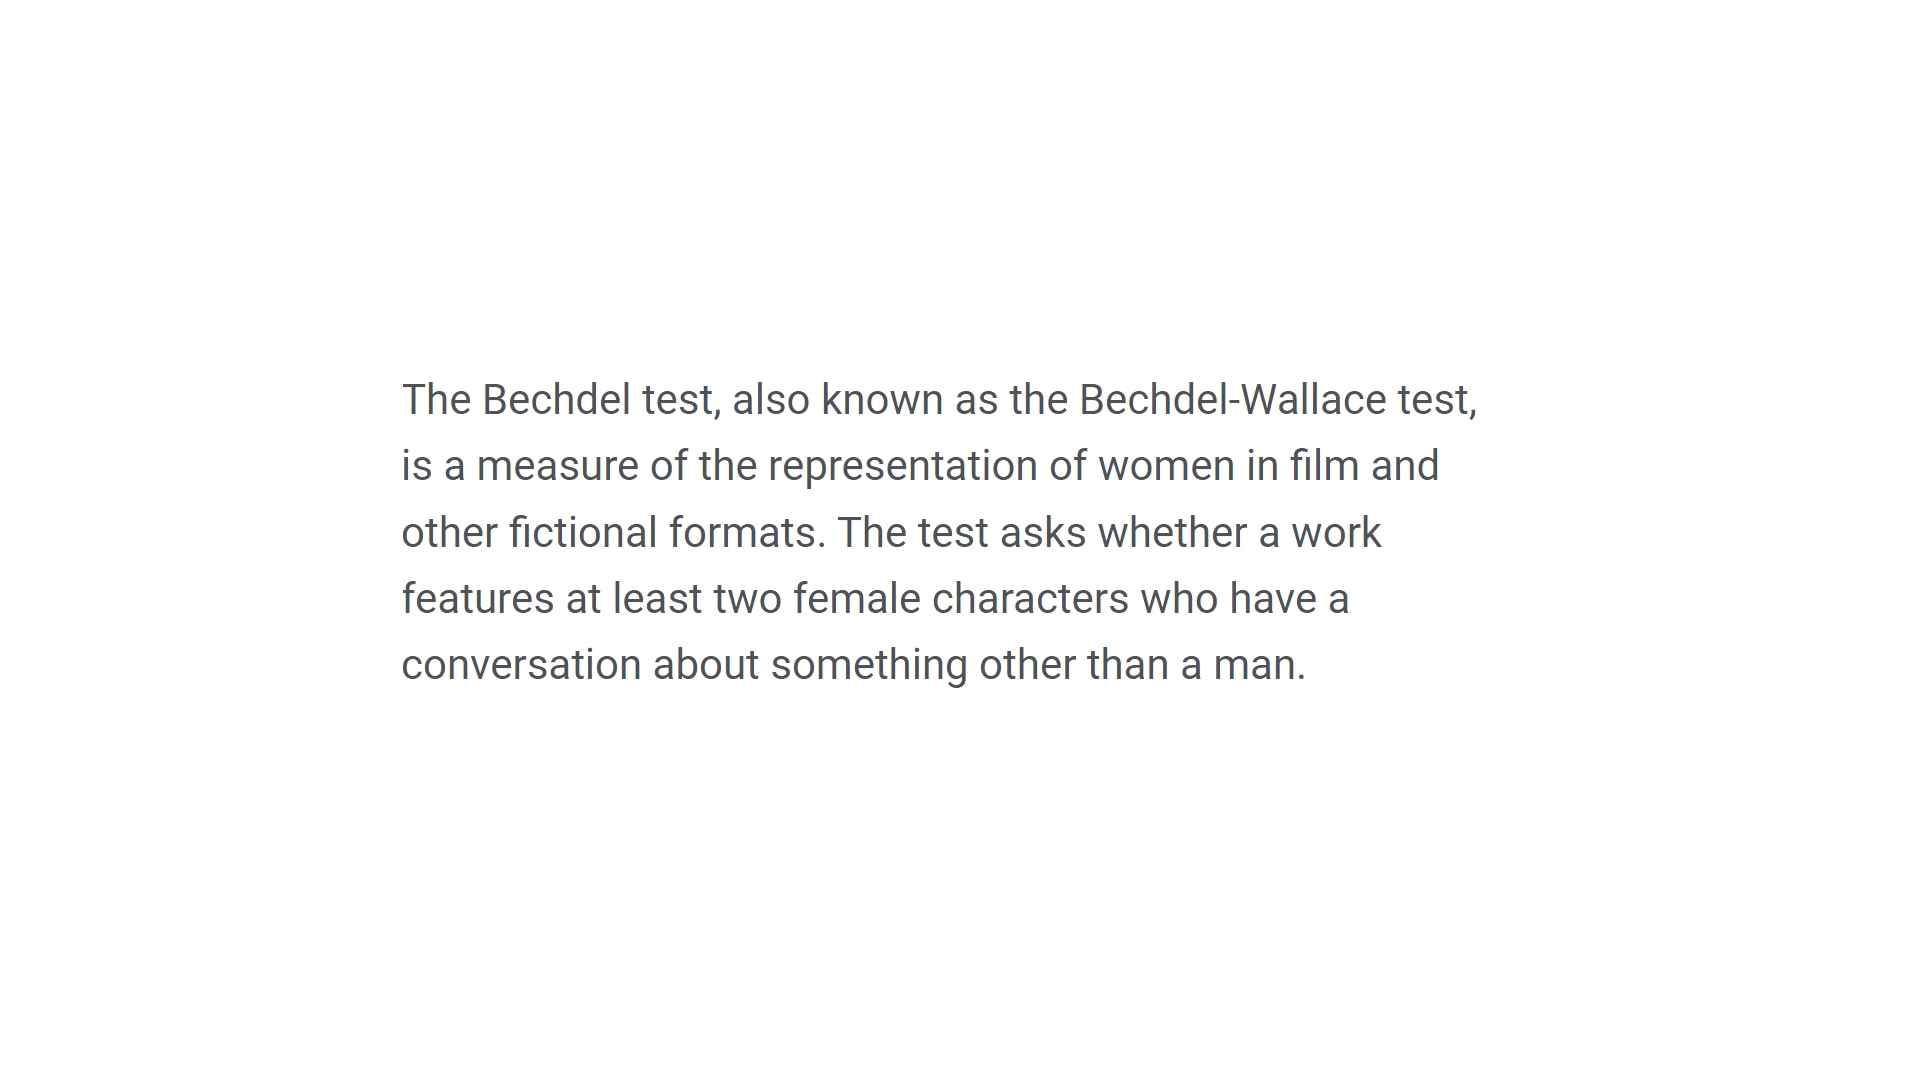 The Bechdel test, also known as the Bechdel-Wallace test,
is a measure of the representation of women in film and
other fictional formats. The test asks whether a work
features at least two female characters who have a
conversation about something other than a man.